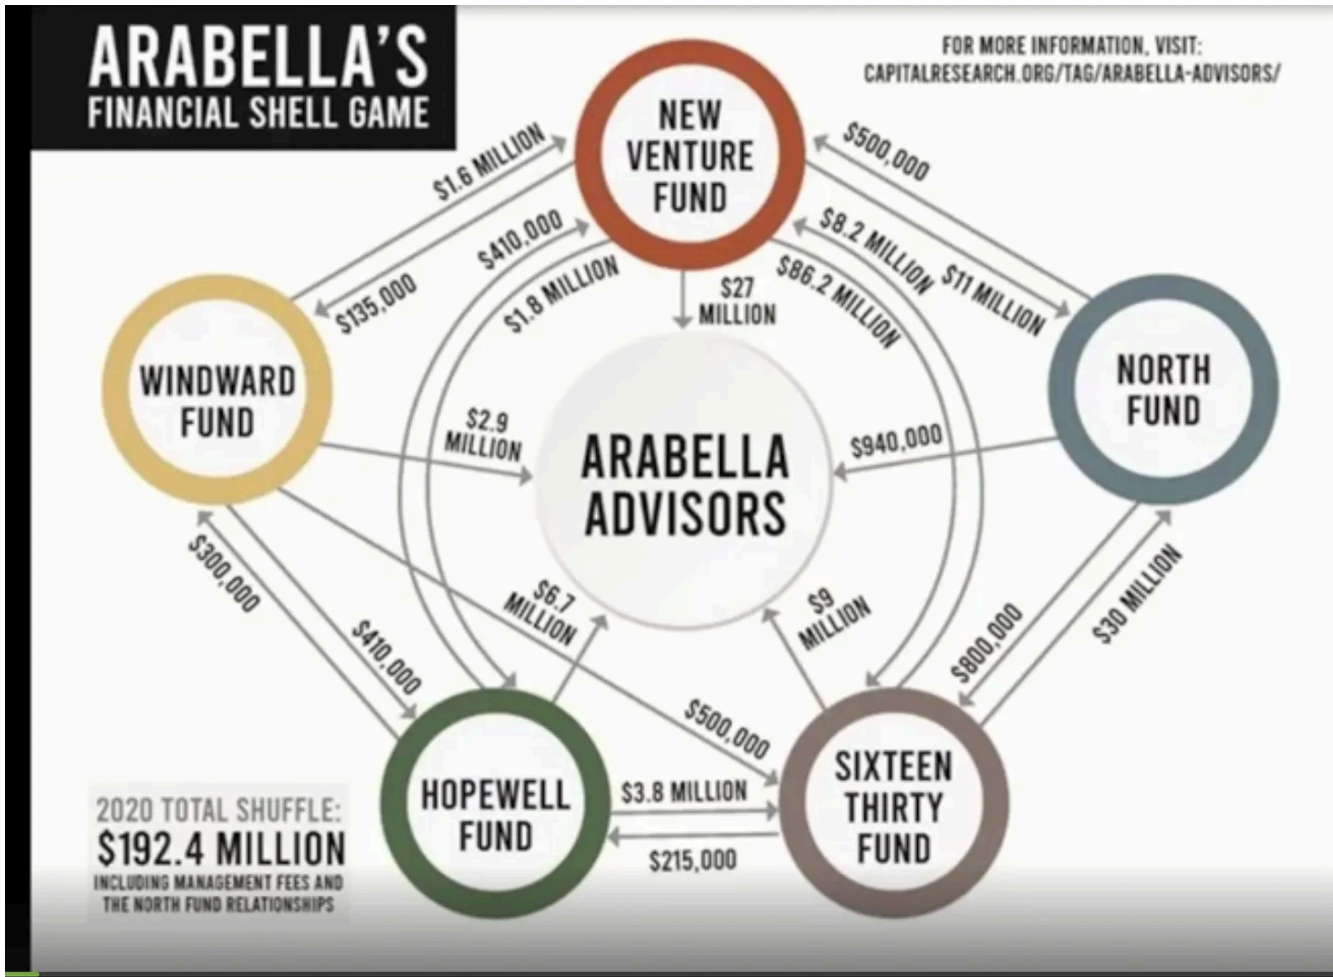 ARABELLA'S
FINANCIAL SHELL GAME
FOR MORE INFORMATION, VISIT:
CAPITALRESEARCH.ORG/TAG/ARABELLA-ADVISORS/
NEW
VENTURE
FUND
$1.6 MILLION
$135,000
$410,000
$1.8 MILLION
$27
MILLION
$500,000
$8.2 MILLION
$11 MILLION
$86.2 MILLION
WINDWARD
FUND
NORTH
FUND
$2.9
MILLION
ARABELLA
ADVISORS
$940,000
$300,000
$410,000
$6.7
MILLION
$9
MILLION
$800,000
$30 MILLION
$500,000
HOPEWELL
FUND
$3.8 MILLION
$215,000
SIXTEEN
THIRTY
FUND
2020 TOTAL SHUFFLE:
$192.4 MILLION
INCLUDING MANAGEMENT FEES AND
THE NORTH FUND RELATIONSHIPS